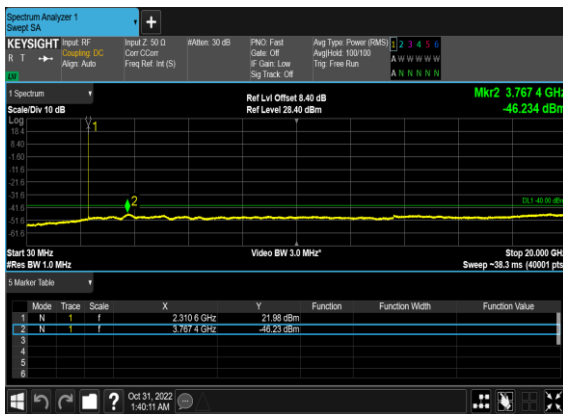 Spectrum Analyzer 1
Swept SA
+
KEYSIGHT Input: RF Input Z: 50 Ω #Atten: 30 dB PNO: Fast Avg Type: Power (RMS) 1 2 3 4 5 6
R T Coupling: DC Corr CCorr Gate: Off Avg|Hold: 100/100 A W W W W W
Align: Auto Freq Ref: Int (S) IF Gain: Low Trig: Free Run A N N N N N
Sig Track: Off
1 Spectrum Ref Lvl Offset 8.40 dB Mkr2 3.767 4 GHz
Scale/Div 10 dB Ref Level 28.40 dBm -46.234 dBm
Log
1
18.4
8.40
-1.60
-11.6
-21.6
-31.6
2
DL1 -40.00 dBm
-41.6
-51.6
-61.6
Start 30 MHz Video BW 3.0 MHz* Stop 20.000 GHz
#Res BW 1.0 MHz Sweep ~38.3 ms (40001 pts)
5 Marker Table
Mode Trace Scale X Y Function Function Width Function Value
1 N 1 f 2.310 6 GHz 21.98 dBm
2 N 1 f 3.767 4 GHz -46.23 dBm
3
4
5
6
? Oct 31, 2022
1:40:11 AM